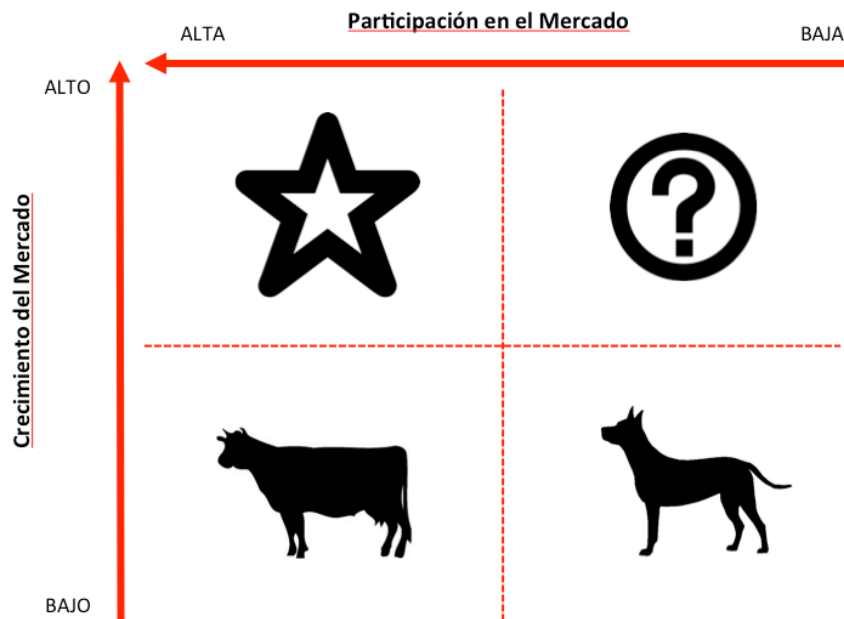 Participación en el Mercado
ALTA
BAJA
ALTO
Crecimiento del Mercado
?
BAJO